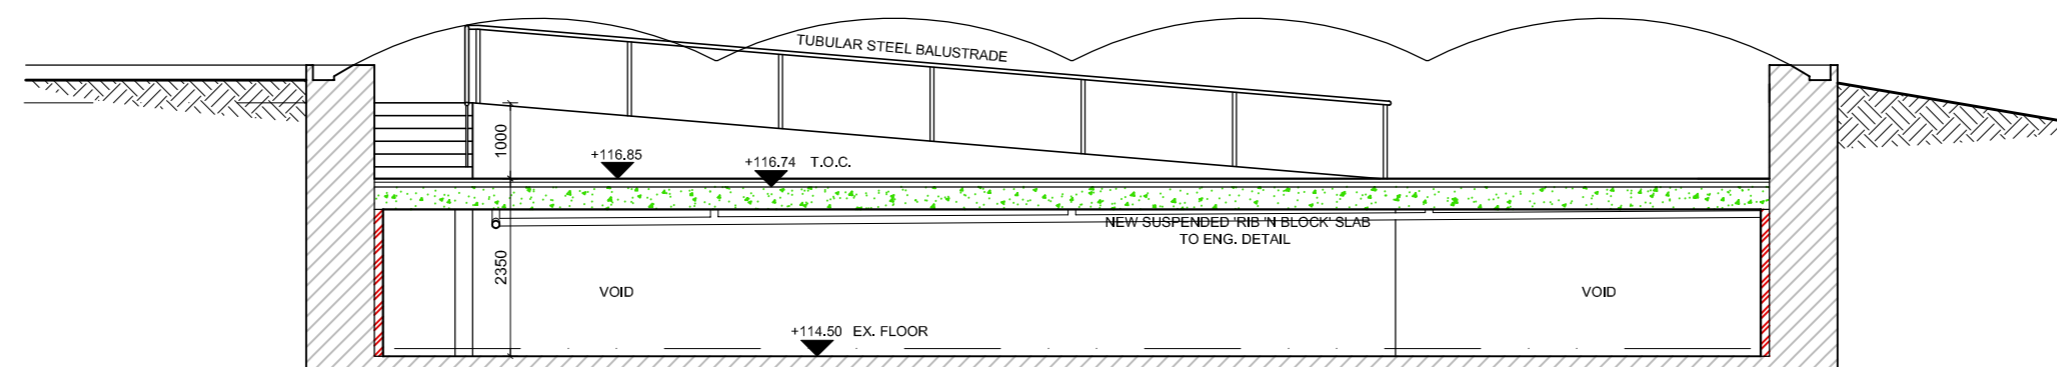 TUBULAR STEEL BALUSTRADE
1000
+116.85
+116.74 T.O.C.
NEW SUSPENDED 'RIB 'N BLOCK' SLAB
TO ENG. DETAIL
2350
VOID
VOID
+114.50 EX. FLOOR